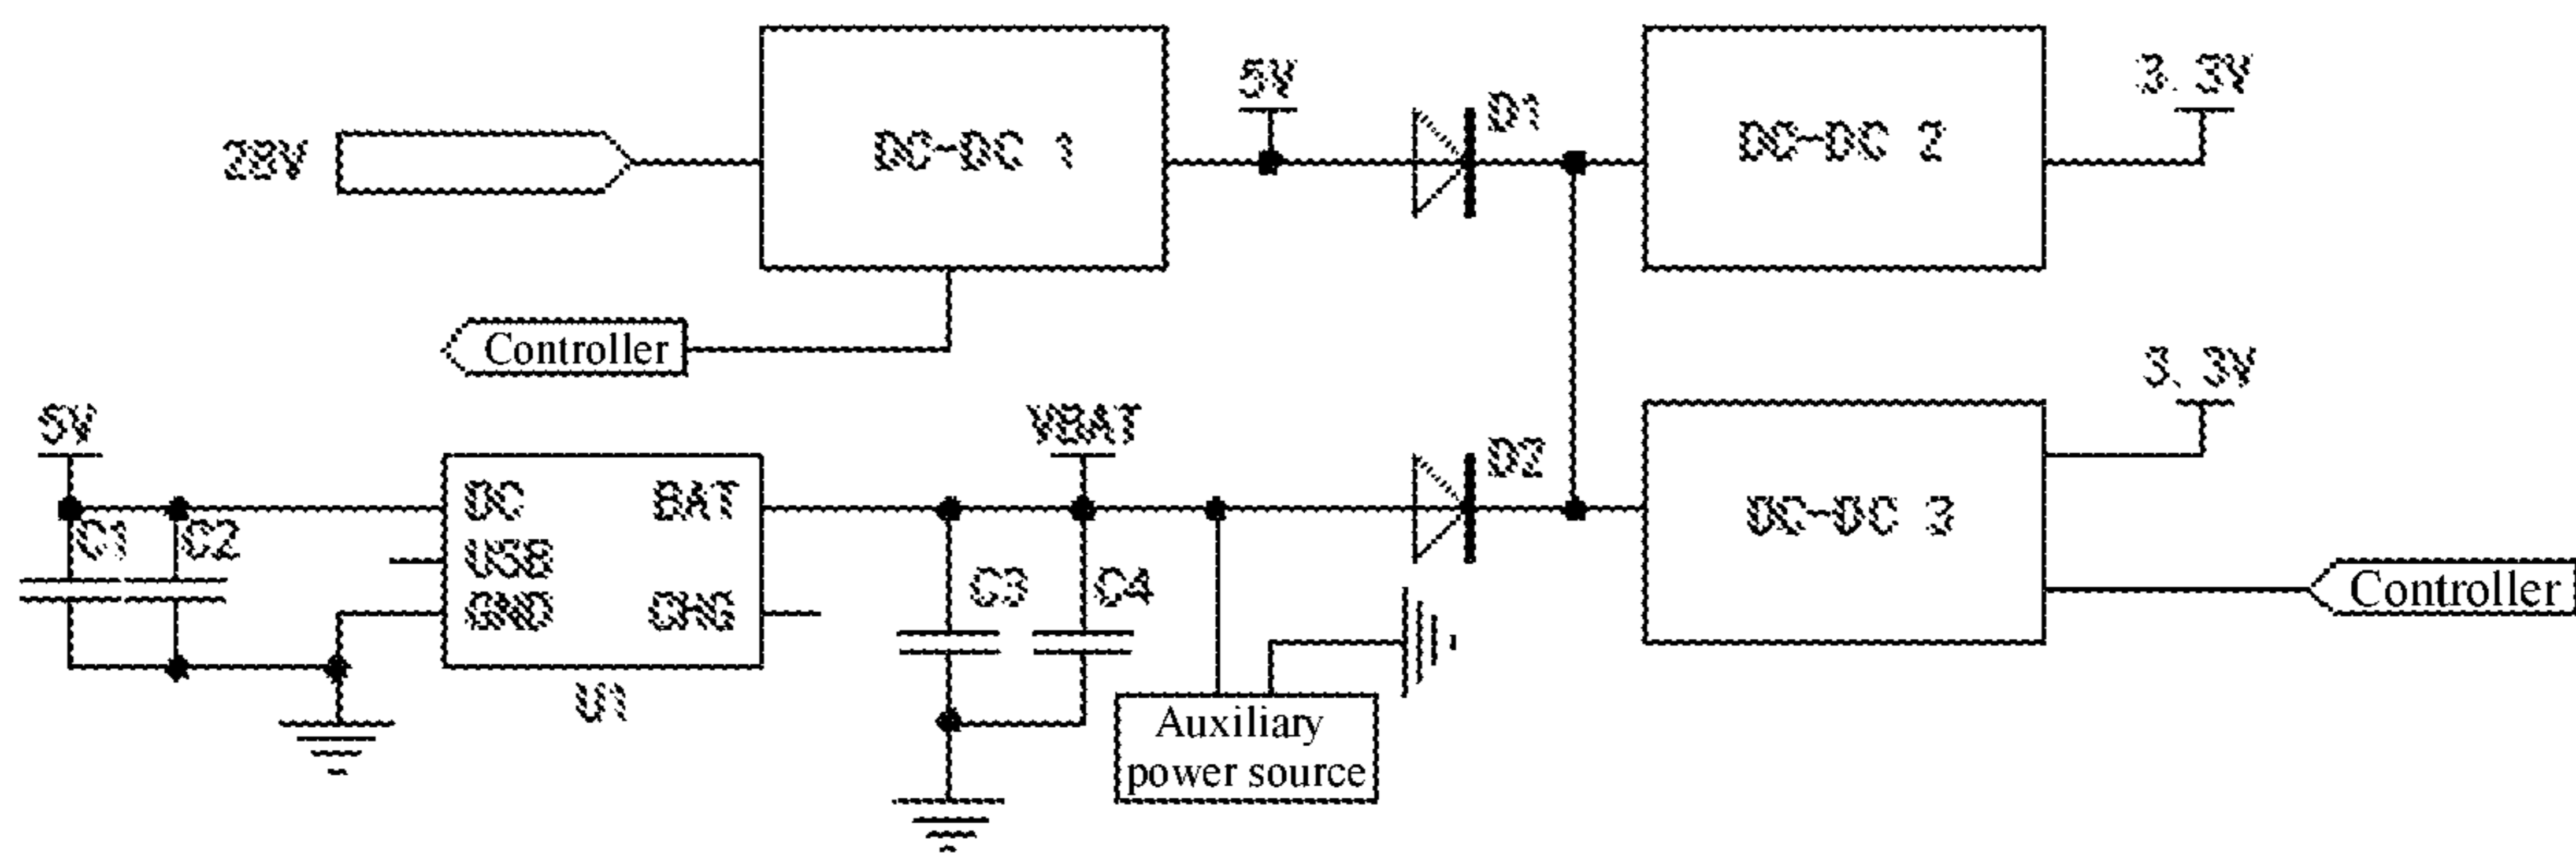 5V
D1
3.3V
28V
DC-DC 1
DC-DC 2
Controller
3.3V
5V
VBAT
D2
DC
BAT
DC-DC 3
C1
C2
USB
C3
C4
Controller
GND
CHG
U1
Auxiliary
power source